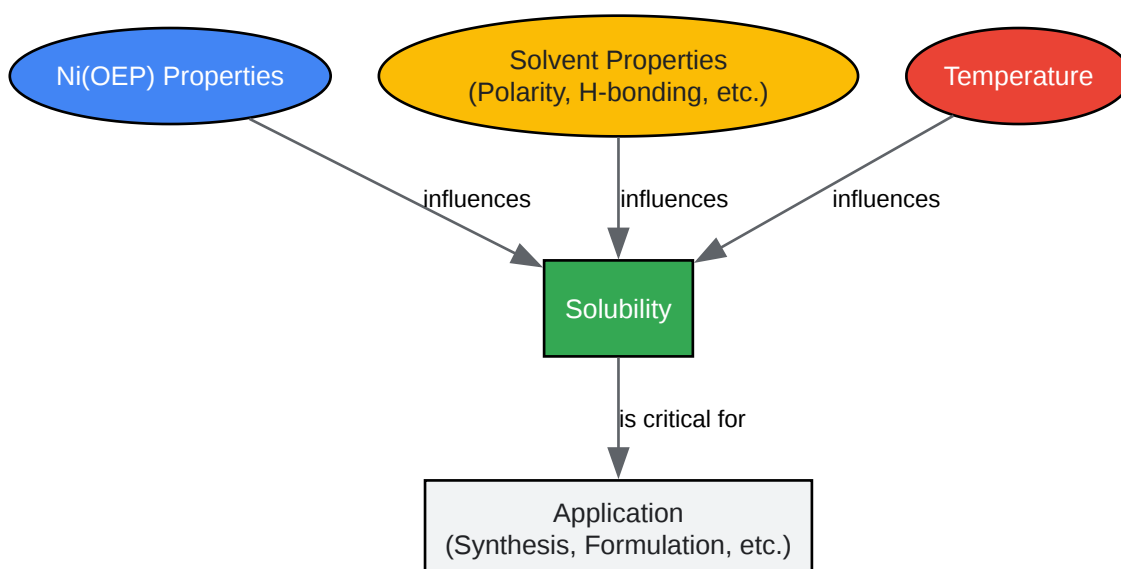 Ni(OEP) Properties
Solvent Properties
(Polarity, H-bonding, etc.)
Temperature
influences
influences
influences
Solubility
is critical for
Application
(Synthesis, Formulation, etc.)